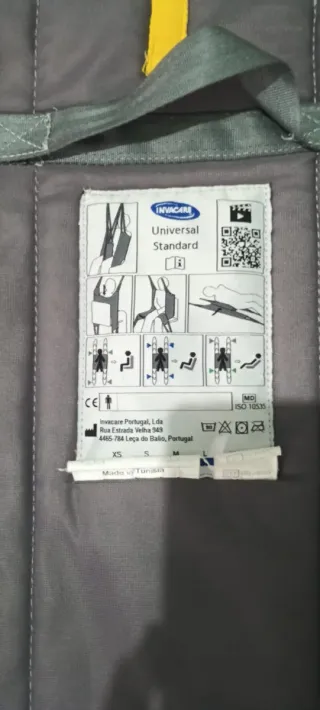 INVACARE
Universal
Standard
CE
MD
ISO 10535
Invacare Portugal, Lda
Rua Estrada Velha 949
4465-784 Leça do Balio, Portugal
XS S M L
Made in Tunisia